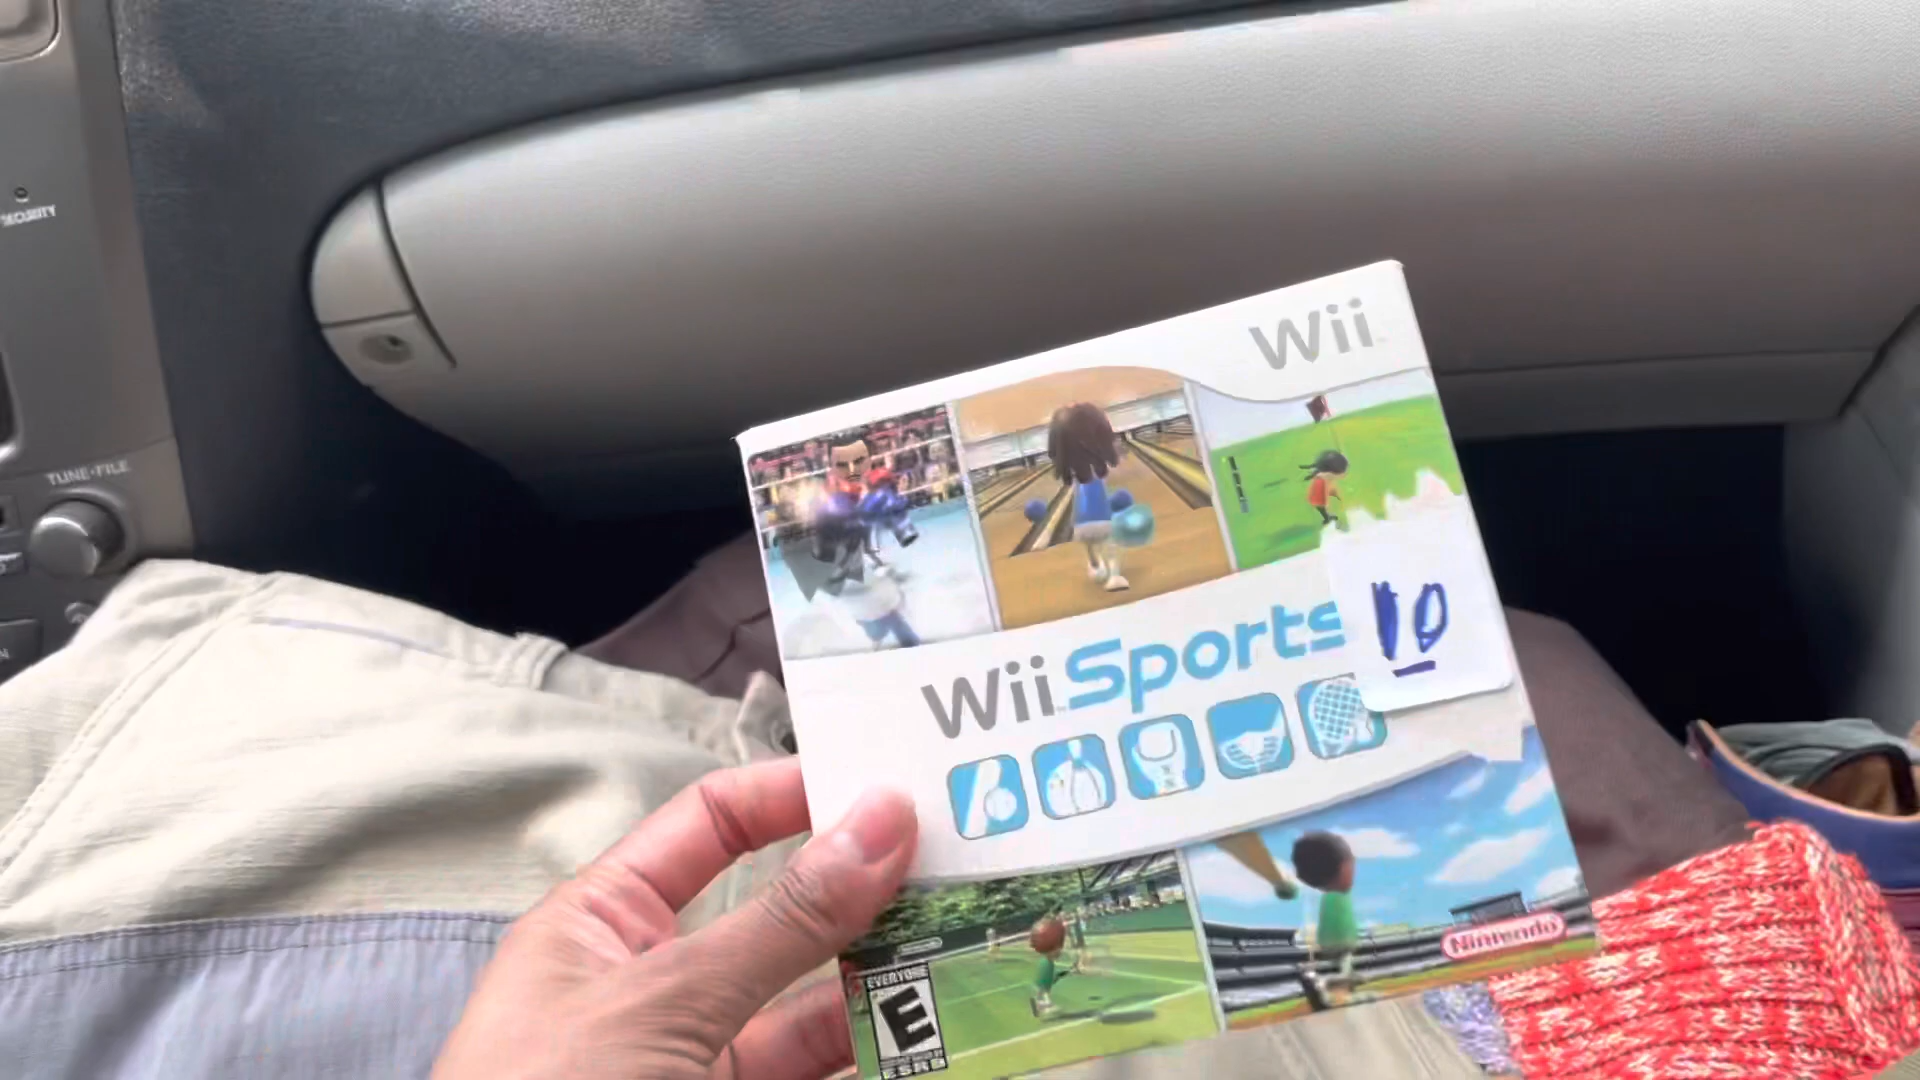 SECURITY
TUNE•FILE
Wii
Wii Sports
10
Nintendo
EVERYONE
E
ESRB